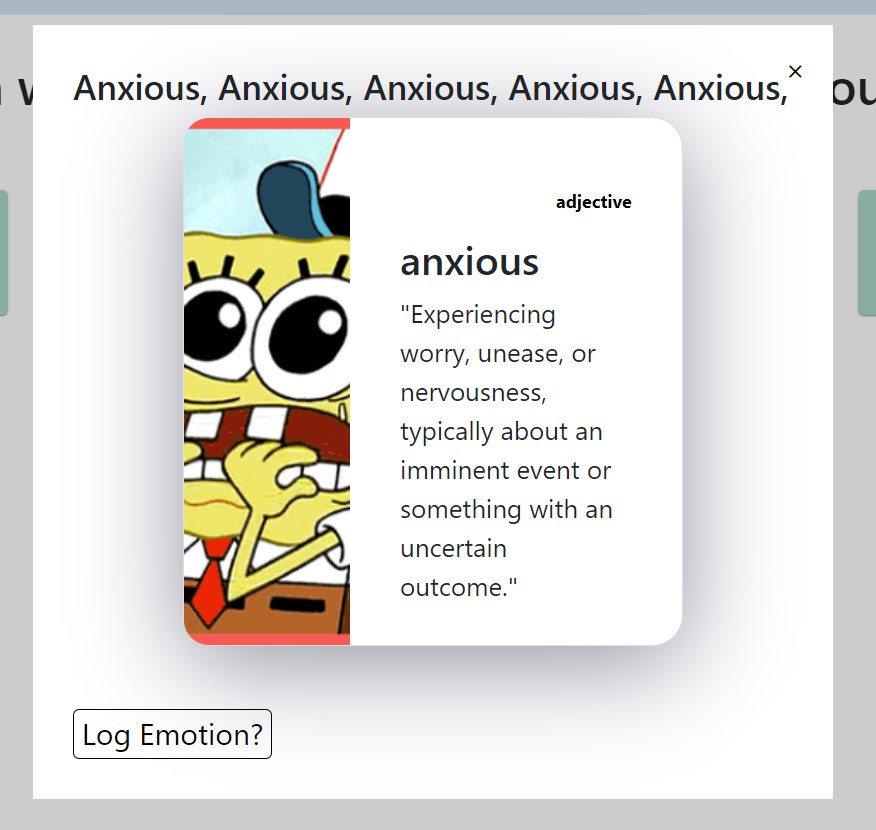 Anxious, Anxious, Anxious, Anxious, Anxious,
×
adjective
anxious
"Experiencing
worry, unease, or
nervousness,
typically about an
imminent event or
something with an
uncertain
outcome."
Log Emotion?